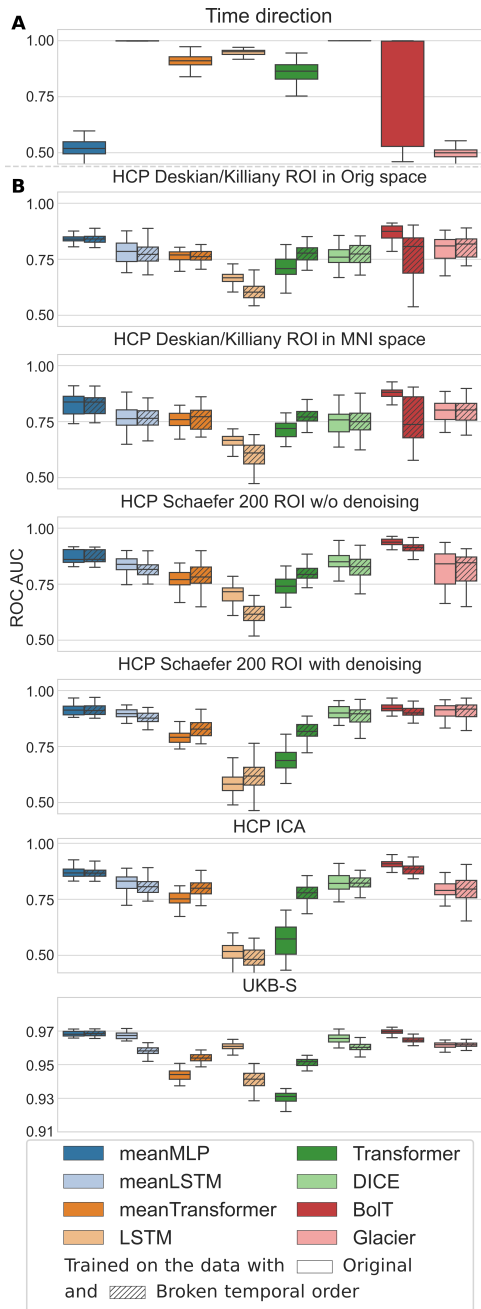 A
Time direction
1.00
0.75
0.50
B
HCP Deskian/Killiany ROI in Orig space
1.00
0.75
0.50
HCP Deskian/Killiany ROI in MNI space
1.00
0.75
0.50
HCP Schaefer 200 ROI w/o denoising
1.00
0.75
0.50
ROC AUC
HCP Schaefer 200 ROI with denoising
1.00
0.75
0.50
HCP ICA
1.00
0.75
0.50
UKB-S
0.97
0.95
0.93
0.91
meanMLP
meanLSTM
meanTransformer
LSTM
Transformer
DICE
BolT
Glacier
Trained on the data with Original
and Broken temporal order